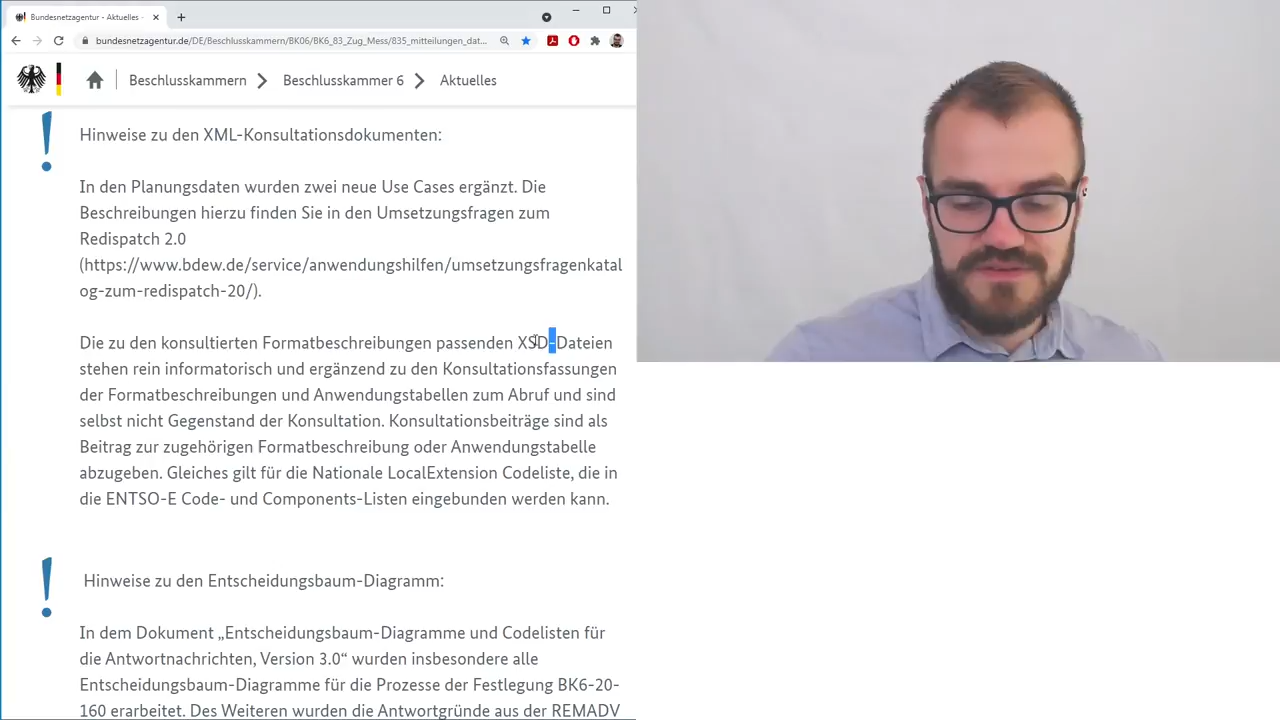 Bundesnetzagentur - Aktuelles -
bundesnetzagentur.de/DE/Beschlusskammern/BK06/BK6_83_Zug_Mess/835_mitteilungen_dat...
Beschlusskammern > Beschlusskammer 6 > Aktuelles
Hinweise zu den XML-Konsultationsdokumenten:
In den Planungsdaten wurden zwei neue Use Cases ergänzt. Die
Beschreibungen hierzu finden Sie in den Umsetzungsfragen zum
Redispatch 2.0
(https://www.bdew.de/service/anwendungshilfen/umsetzungsfragenkatal
og-zum-redispatch-20/).
Die zu den konsultierten Formatbeschreibungen passenden XSD-Dateien
stehen rein informatorisch und ergänzend zu den Konsultationsfassungen
der Formatbeschreibungen und Anwendungstabellen zum Abruf und sind
selbst nicht Gegenstand der Konsultation. Konsultationsbeiträge sind als
Beitrag zur zugehörigen Formatbeschreibung oder Anwendungstabelle
abzugeben. Gleiches gilt für die Nationale LocalExtension Codeliste, die in
die ENTSO-E Code- und Components-Listen eingebunden werden kann.
Hinweise zu den Entscheidungsbaum-Diagramm:
In dem Dokument „Entscheidungsbaum-Diagramme und Codelisten für
die Antwortnachrichten, Version 3.0“ wurden insbesondere alle
Entscheidungsbaum-Diagramme für die Prozesse der Festlegung BK6-20-
160 erarbeitet. Des Weiteren wurden die Antwortgründe aus der REMADV